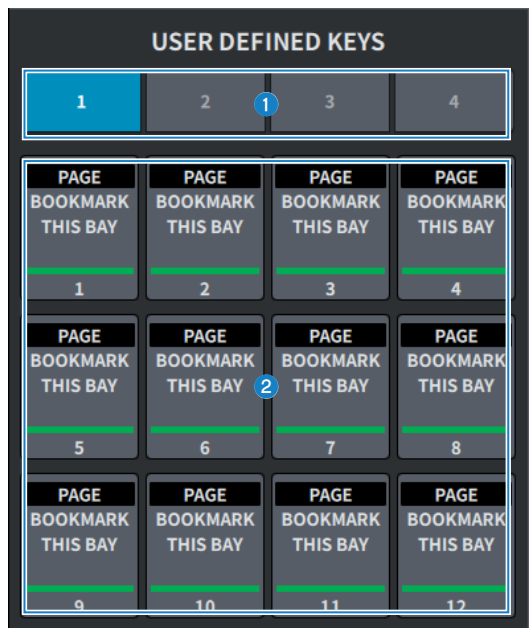 USER DEFINED KEYS
1 2 1 3 4
PAGE PAGE PAGE PAGE
BOOKMARK BOOKMARK BOOKMARK BOOKMARK
THIS BAY THIS BAY THIS BAY THIS BAY
1 2 3 4
PAGE PAGE PAGE PAGE
BOOKMARK BOOKMARK BOOKMARK BOOKMARK
THIS BAY THIS BAY 2 THIS BAY THIS BAY
5 6 7 8
PAGE PAGE PAGE PAGE
BOOKMARK BOOKMARK BOOKMARK BOOKMARK
THIS BAY THIS BAY THIS BAY THIS BAY
9 10 11 12